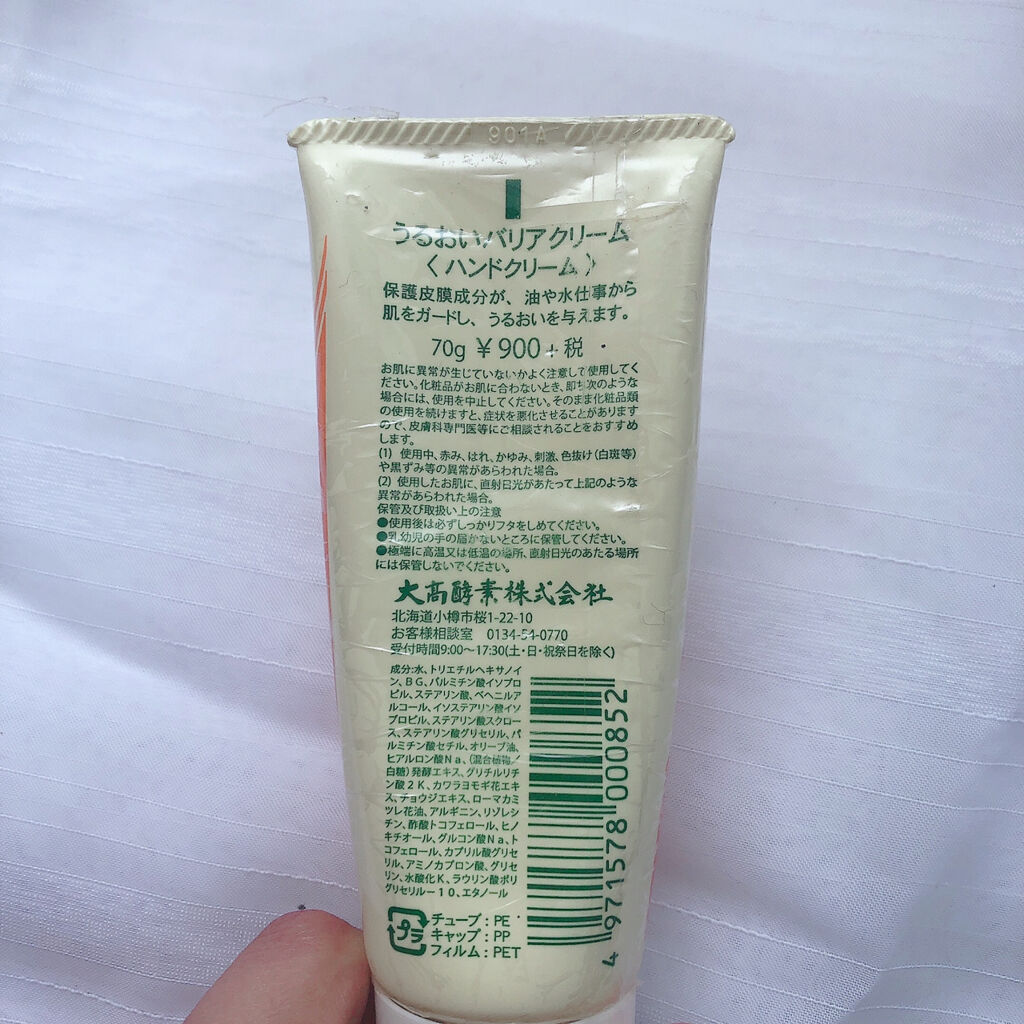 901A
うるおいバリアクリーム
〈ハンドクリーム〉
保護皮膜成分が、油や水仕事から
肌をガードし、うるおいを与えます。
70g ¥900+税
お肌に異常が生じていないかよく注意して使用してく
ださい。化粧品がお肌に合わないとき、即ち次のような
場合には、使用を中止してください。そのまま化粧品類
の使用を続けますと、症状を悪化させることがあります
ので、皮膚科専門医等にご相談されることをおすすめ
します。
(1) 使用中、赤み、はれ、かゆみ、刺激、色抜け(白斑等)
や黒ずみ等の異常があらわれた場合。
(2) 使用したお肌に、直射日光があたって上記のような
異常があらわれた場合。
保管及び取扱い上の注意
●使用後は必ずしっかりフタをしめてください。
●乳幼児の手の届かないところに保管してください。
●極端に高温又は低温の場所、直射日光のあたる場所
には保管しないでください。
大高酵素株式会社
北海道小樽市桜1-22-10
お客様相談室 0134-54-0770
受付時間9:00～17:30(土・日・祝祭日を除く)
成分:水、トリエチルヘキサノイ
ン、BG、パルミチン酸イソプロ
ピル、ステアリン酸、ベヘニルア
ルコール、イソステアリン酸イソ
プロピル、ステアリン酸スクロー
ス、ステアリン酸グリセリル、パ
ルミチン酸セチル、オリーブ油、
ヒアルロン酸Na、(混合植物／
白糖)発酵エキス、グリチルリチ
ン酸2K、カワラヨモギ花エキ
ス、チョウジエキス、ローマカミ
ツレ花油、アルギニン、リゾレシ
チン、酢酸トコフェロール、ヒノ
キチオール、グルコン酸Na、ト
コフェロール、カプリル酸グリセ
リル、アミノカプロン酸、グリセ
リン、水酸化K、ラウリン酸ポリ
グリセリル－10、エタノール
4 971578 000852
プラ
チューブ:PE
キャップ:PP
フィルム:PET